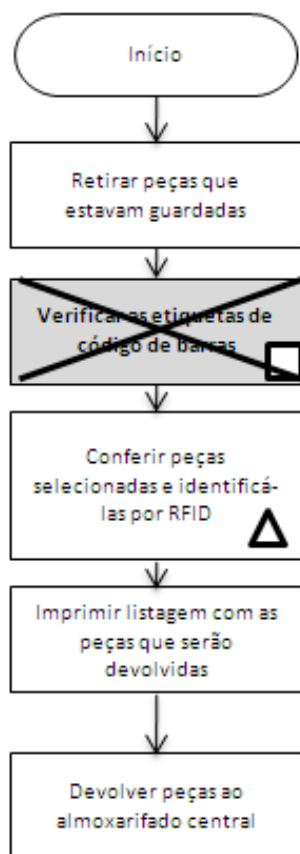 Início
Retirar peças que
estavam guardadas
Verificar as etiquetas de
código de barras
Conferir peças
selecionadas e identificá-
las por RFID
Imprimir listagem com as
peças que serão
devolvidas
Devolver peças ao
almoxarifado central